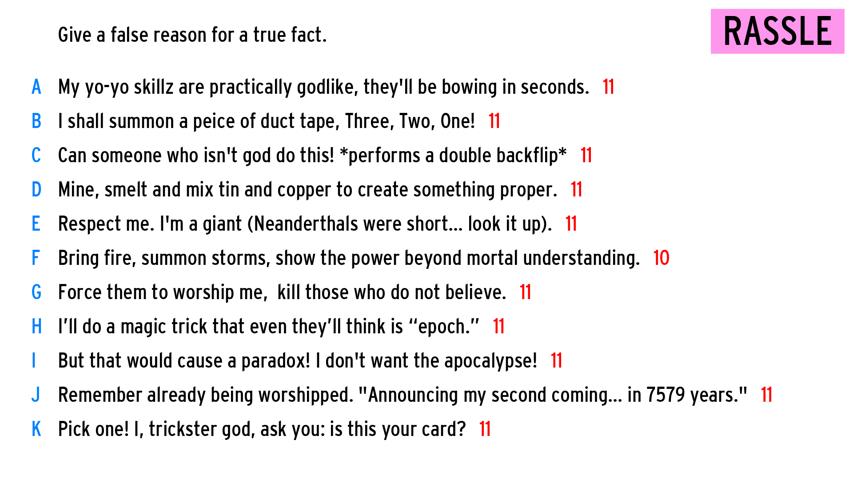 Give a false reason for a true fact.
RASSLE
A My yo-yo skillz are practically godlike, they'll be bowing in seconds. 11
B I shall summon a peice of duct tape, Three, Two, One! 11
C Can someone who isn't god do this! *performs a double backflip* 11
D Mine, smelt and mix tin and copper to create something proper. 11
E Respect me. I'm a giant (Neanderthals were short... look it up). 11
F Bring fire, summon storms, show the power beyond mortal understanding. 10
G Force them to worship me,  kill those who do not believe. 11
H I’ll do a magic trick that even they’ll think is “epoch.” 11
I But that would cause a paradox! I don't want the apocalypse! 11
J Remember already being worshipped. "Announcing my second coming... in 7579 years." 11
K Pick one! I, trickster god, ask you: is this your card? 11